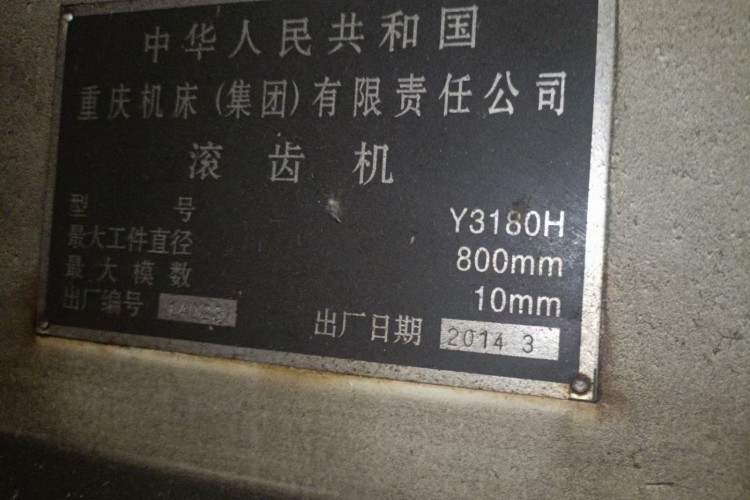 中华人民共和国
重庆机床(集团)有限责任公司
滚齿机
型号 Y3180H
最大工件直径 800mm
最大模数 10mm
出厂编号 出厂日期 2014 3